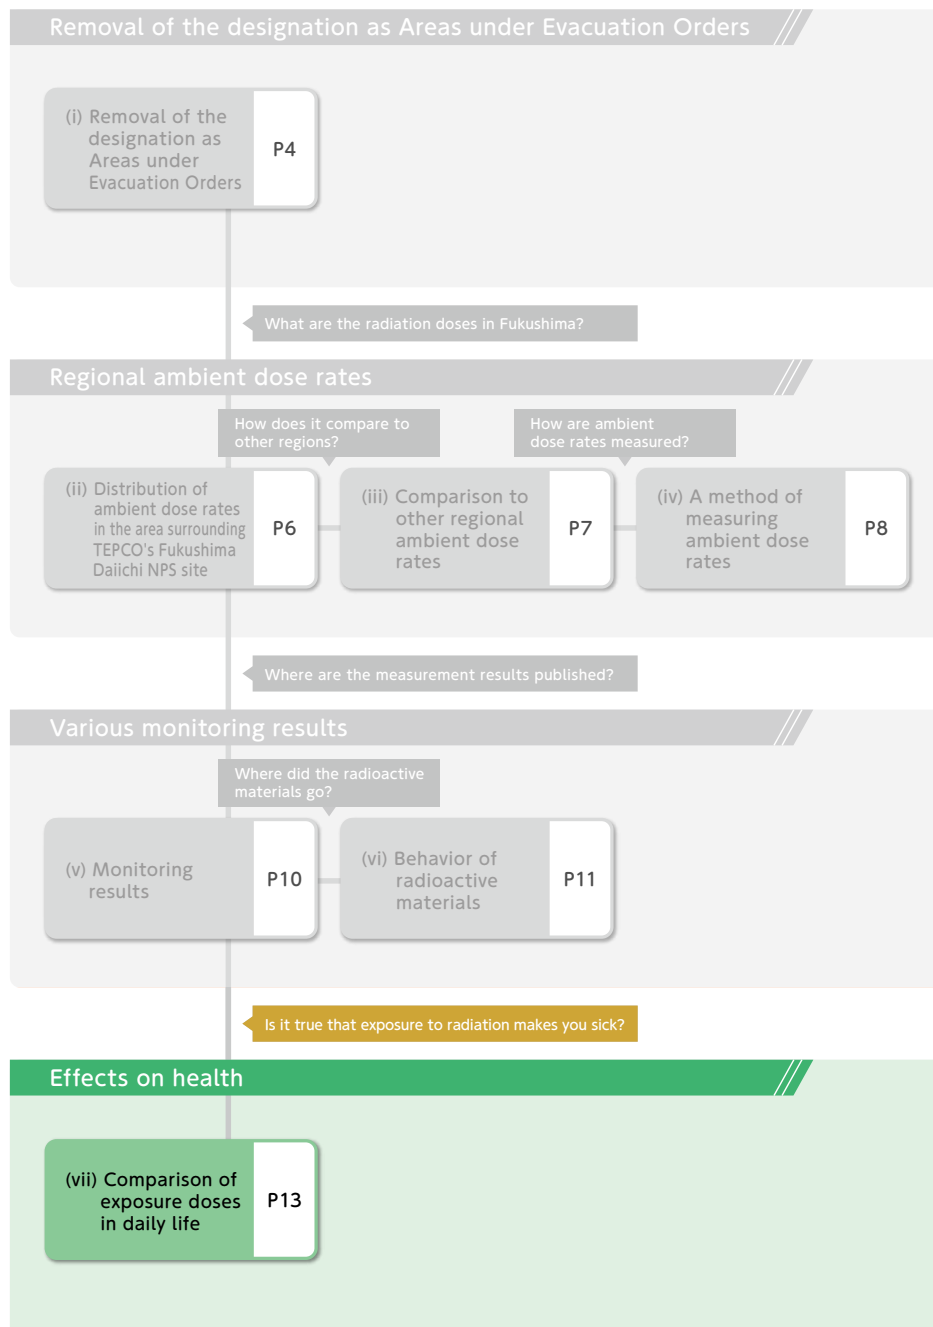 Removal of the designation as Areas under Evacuation Orders
(i) Removal of the
designation as
Areas under
Evacuation Orders
P4
What are the radiation doses in Fukushima?
Regional ambient dose rates
How does it compare to
other regions?
How are ambient
dose rates measured?
(ii) Distribution of
ambient dose rates
in the area surrounding
TEPCO's Fukushima
Daiichi NPS site
P6
(iii) Comparison to
other regional
ambient dose
rates
P7
(iv) A method of
measuring
ambient dose
rates
P8
Where are the measurement results published?
Various monitoring results
Where did the radioactive
materials go?
(v) Monitoring
results
P10
(vi) Behavior of
radioactive
materials
P11
Is it true that exposure to radiation makes you sick?
Effects on health
(vii) Comparison of
exposure doses
in daily life
P13